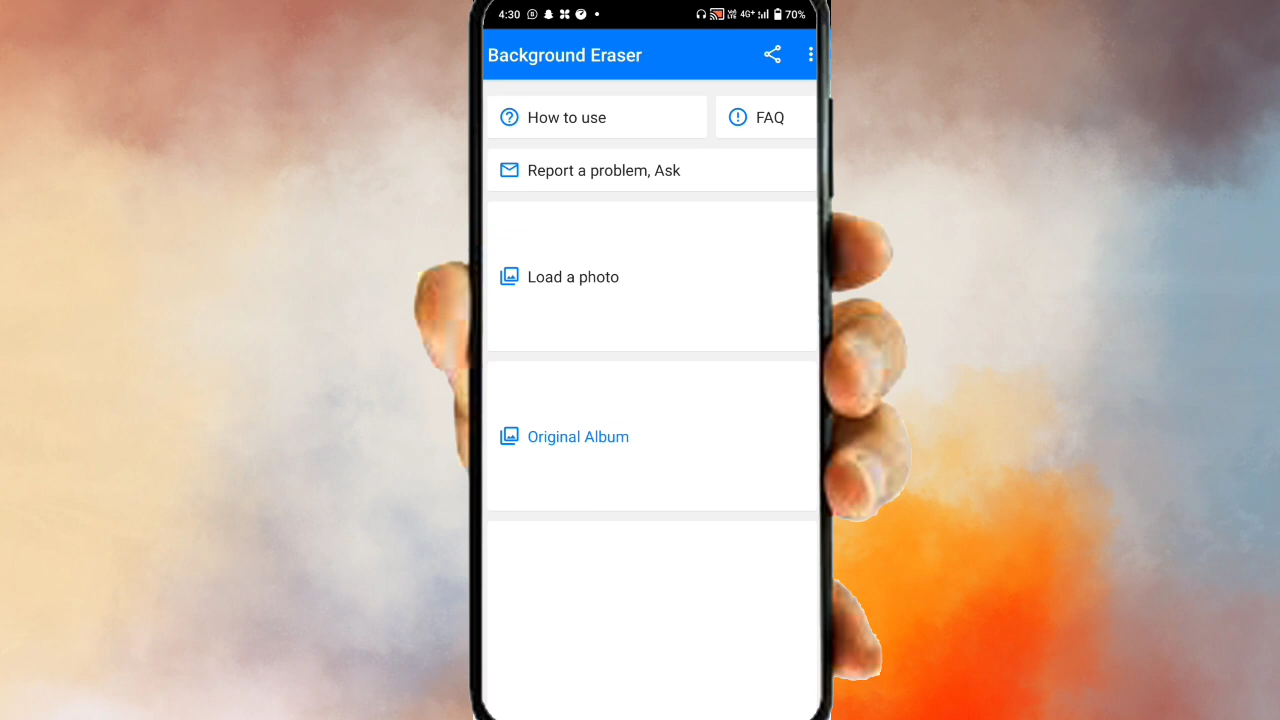 4:30 4G+ 70%
Background Eraser
How to use FAQ
Report a problem, Ask
Load a photo
Original Album